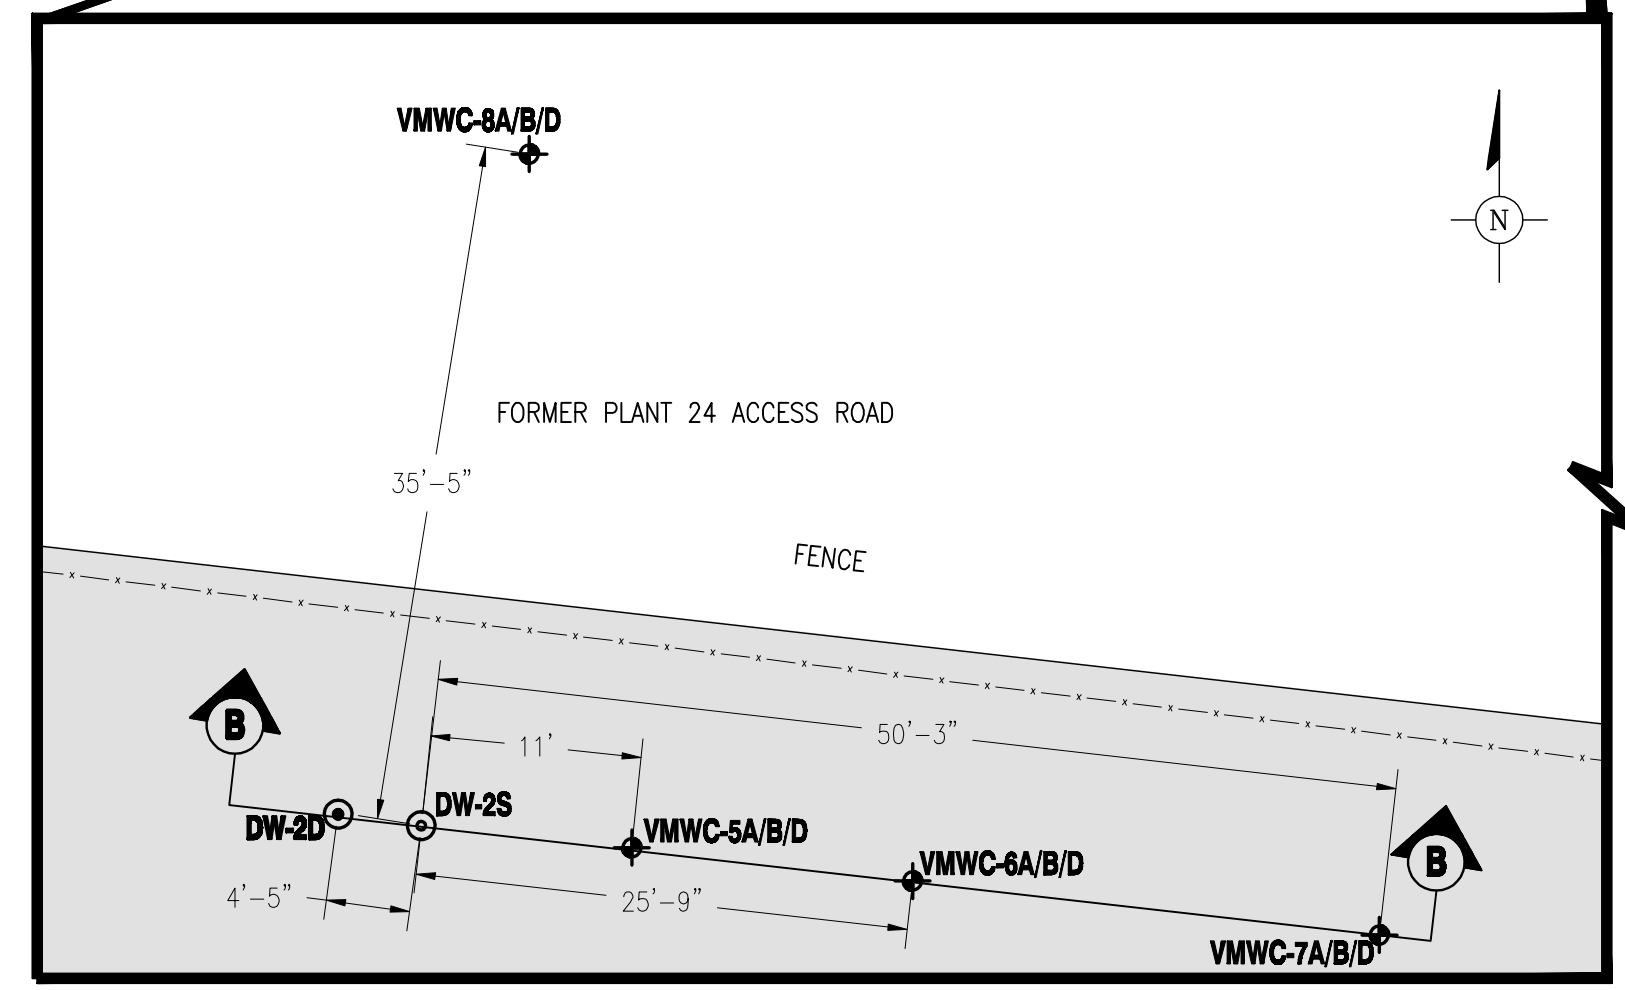 VMWC-8A/B/D
N
FORMER PLANT 24 ACCESS ROAD
35'-5"
FENCE
B
50'-3"
11'
DW-2S
DW-2D
VMWC-5A/B/D
VMWC-6A/B/D
B
4'-5"
25'-9"
VMWC-7A/B/D